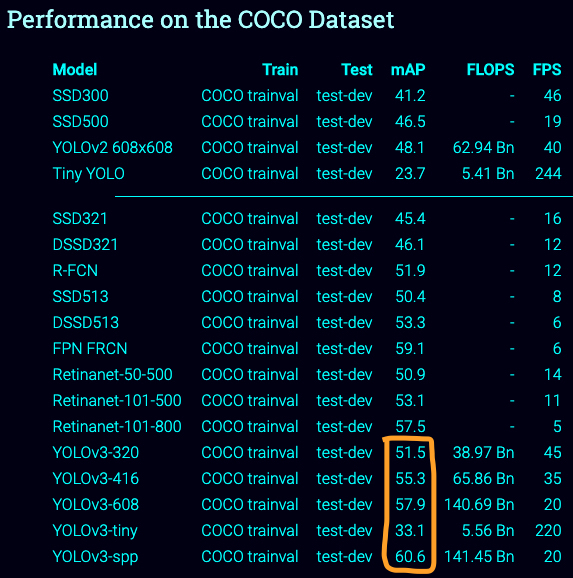 Performance on the COCO Dataset
Model Train Test mAP FLOPS FPS
SSD300 COCO trainval test-dev 41.2 - 46
SSD500 COCO trainval test-dev 46.5 - 19
YOLOv2 608x608 COCO trainval test-dev 48.1 62.94 Bn 40
Tiny YOLO COCO trainval test-dev 23.7 5.41 Bn 244
SSD321 COCO trainval test-dev 45.4 - 16
DSSD321 COCO trainval test-dev 46.1 - 12
R-FCN COCO trainval test-dev 51.9 - 12
SSD513 COCO trainval test-dev 50.4 - 8
DSSD513 COCO trainval test-dev 53.3 - 6
FPN FRCN COCO trainval test-dev 59.1 - 6
Retinanet-50-500 COCO trainval test-dev 50.9 - 14
Retinanet-101-500 COCO trainval test-dev 53.1 - 11
Retinanet-101-800 COCO trainval test-dev 57.5 - 5
YOLOv3-320 COCO trainval test-dev 51.5 38.97 Bn 45
YOLOv3-416 COCO trainval test-dev 55.3 65.86 Bn 35
YOLOv3-608 COCO trainval test-dev 57.9 140.69 Bn 20
YOLOv3-tiny COCO trainval test-dev 33.1 5.56 Bn 220
YOLOv3-spp COCO trainval test-dev 60.6 141.45 Bn 20